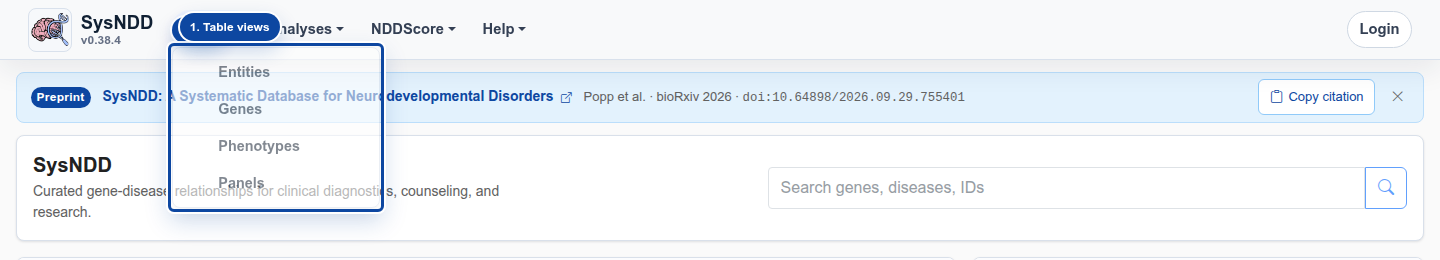 SysNDD
v0.38.4
1. Table views
nalyses
NDDScore
Help
Login
Entities
Genes
Phenotypes
Panels
Preprint
SysNDD: A Systematic Database for Neurodevelopmental Disorders
Popp et al. · bioRxiv 2026 · doi:10.64898/2026.09.29.755401
Copy citation
SysNDD
Curated gene-disease relationships for clinical diagnostics, counseling, and
research.
Search genes, diseases, IDs